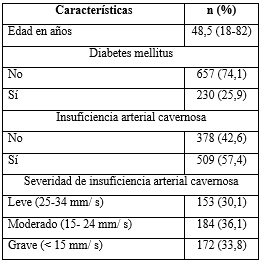 Características n (%)
Edad en años 48,5 (18-82)
Diabetes mellitus
No 657 (74,1)
Sí 230 (25,9)
Insuficiencia arterial cavernosa
No 378 (42,6)
Sí 509 (57,4)
Severidad de insuficiencia arterial cavernosa
Leve (25-34 mm/ s) 153 (30,1)
Moderado (15- 24 mm/ s) 184 (36,1)
Grave (< 15 mm/ s) 172 (33,8)